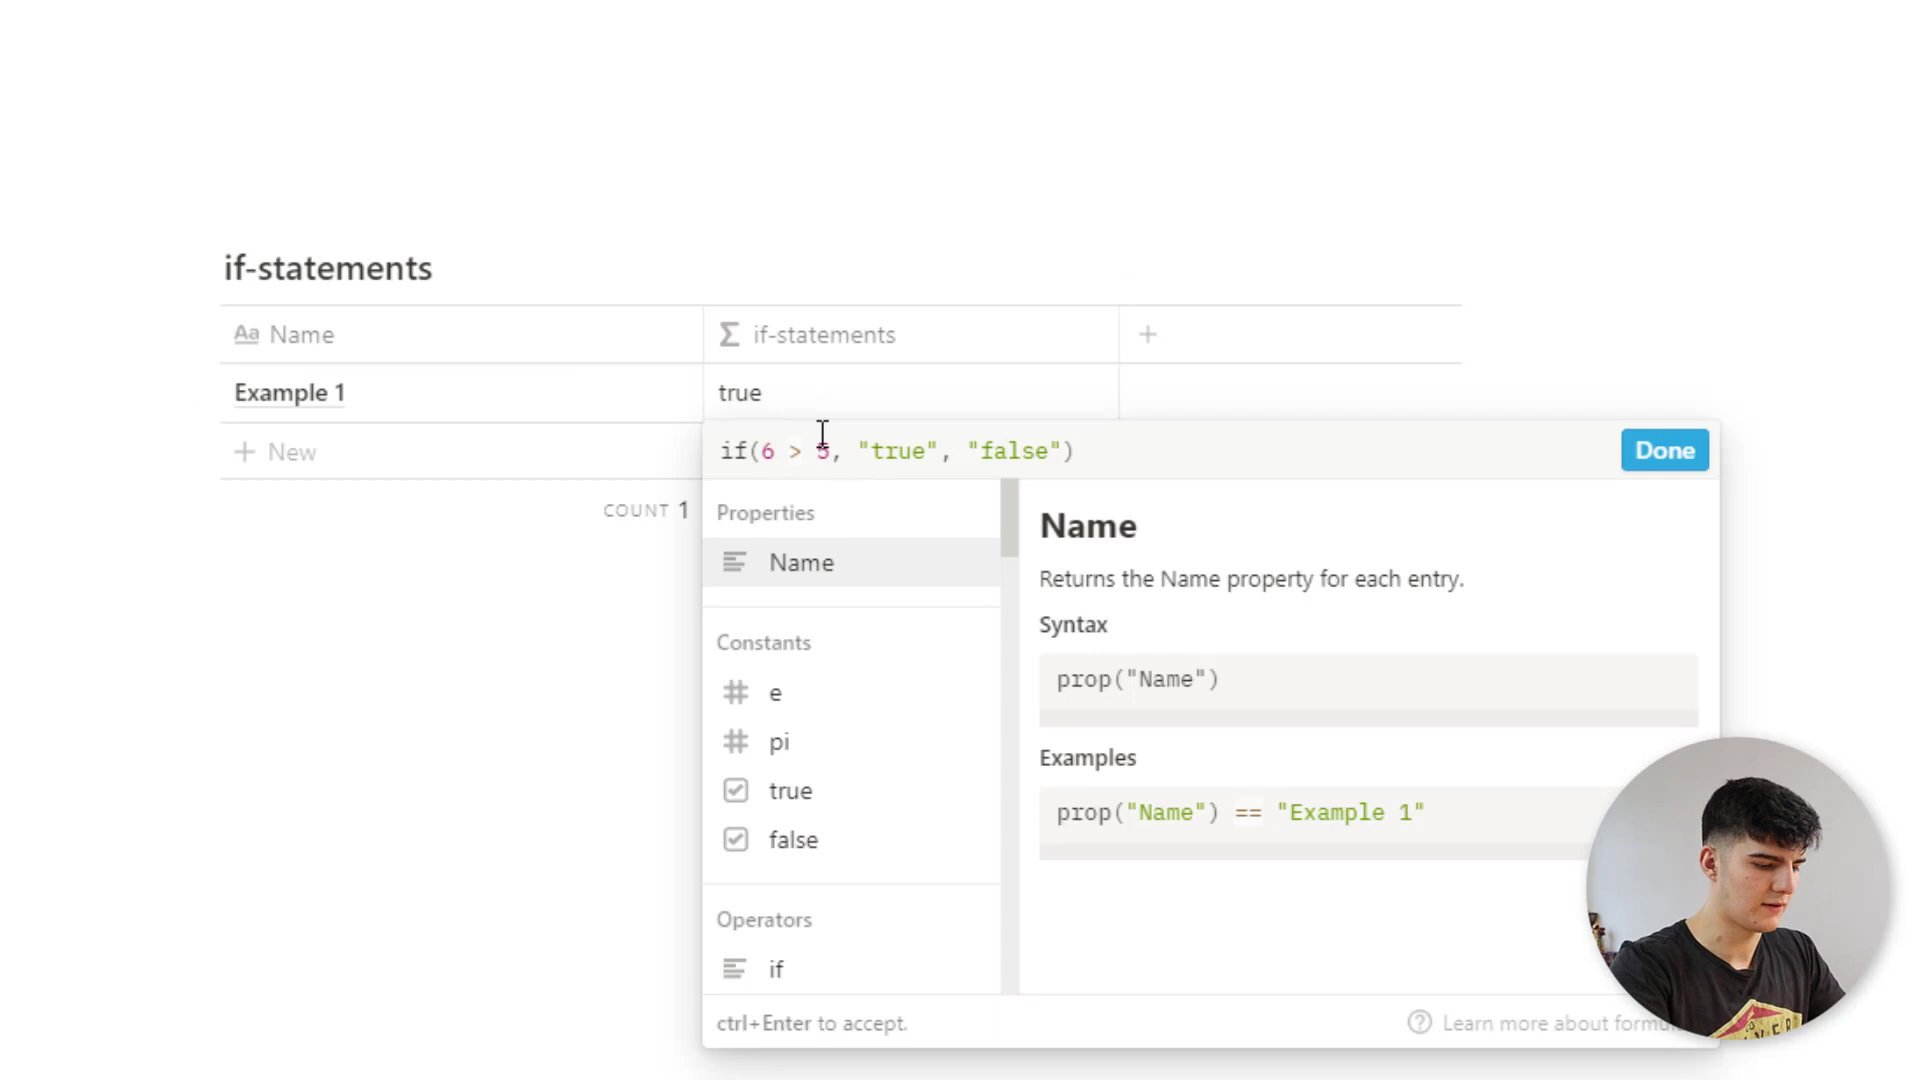 if-statements
Aa Name
Σ if-statements
+
Example 1
true
+ New
if(6 > 5, "true", "false")
Done
COUNT 1
Properties
Name
Constants
e
pi
true
false
Operators
if
Name
Returns the Name property for each entry.
Syntax
prop("Name")
Examples
prop("Name") == "Example 1"
ctrl+Enter to accept.
Learn more about